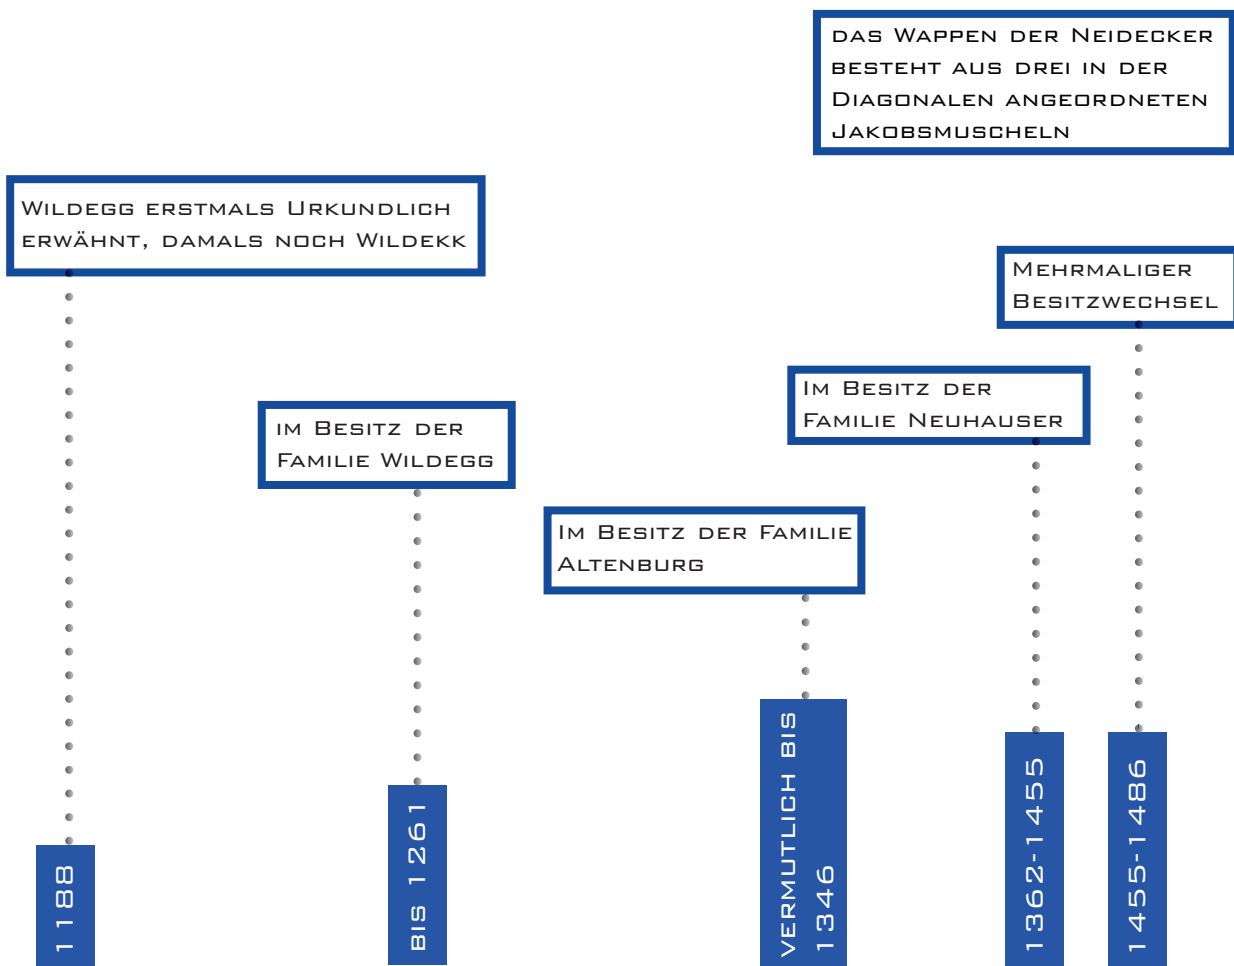 das Wappen der Neidecker
besteht aus drei in der
Diagonalen angeordneten
Jakobsmuscheln
Wildegg erstmals Urkundlich
erwähnt, damals noch Wildekk
Mehrmaliger
Besitzwechsel
Im Besitz der
Familie Neuhauser
im Besitz der
Familie Wildegg
Im Besitz der Familie
Altenburg
1188
bis 1261
vermutlich bis
1346
1362-1455
1455-1486